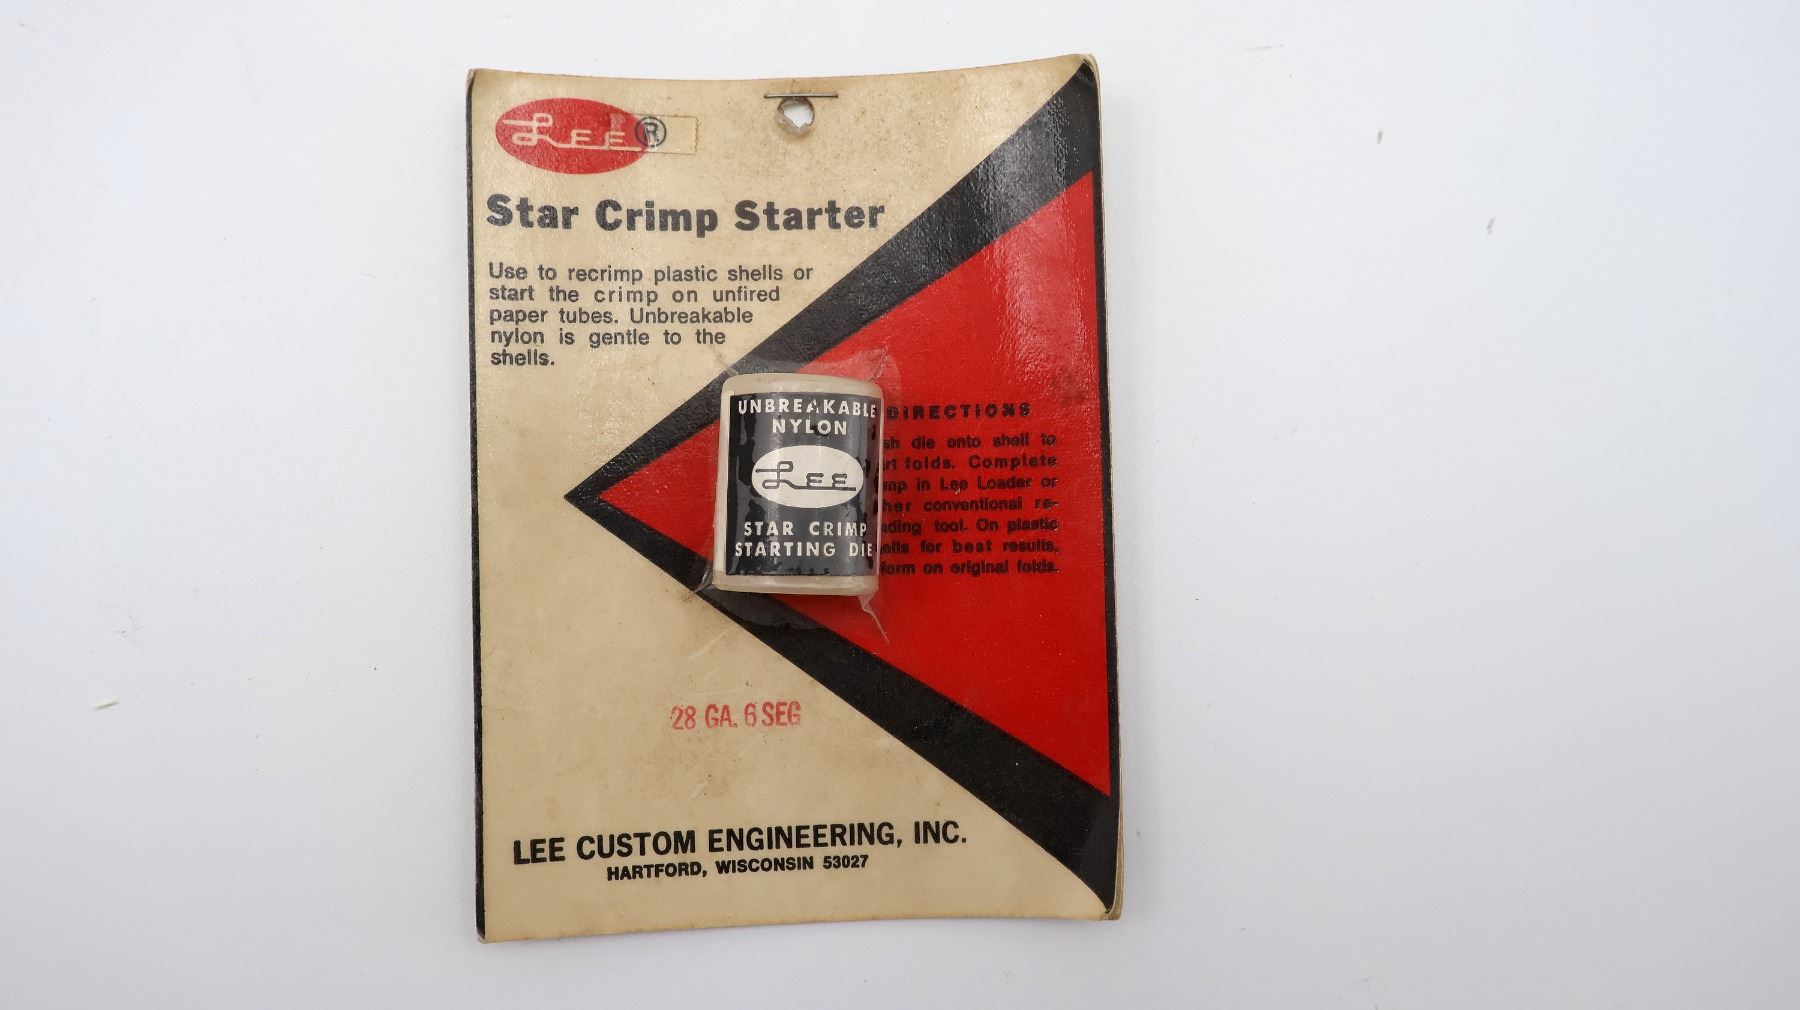 Lee®
Star Crimp Starter
Use to recrimp plastic shells or
start the crimp on unfired
paper tubes. Unbreakable
nylon is gentle to the
shells.
UNBREAKABLE
NYLON
Lee
STAR CRIMP
STARTING DIE
DIRECTIONS
die onto shell to
folds. Complete
in Lee Loader or
conventional re-
tool. On plastic
for best results,
on original folds.
28 GA. 6 SEG
LEE CUSTOM ENGINEERING, INC.
HARTFORD, WISCONSIN 53027